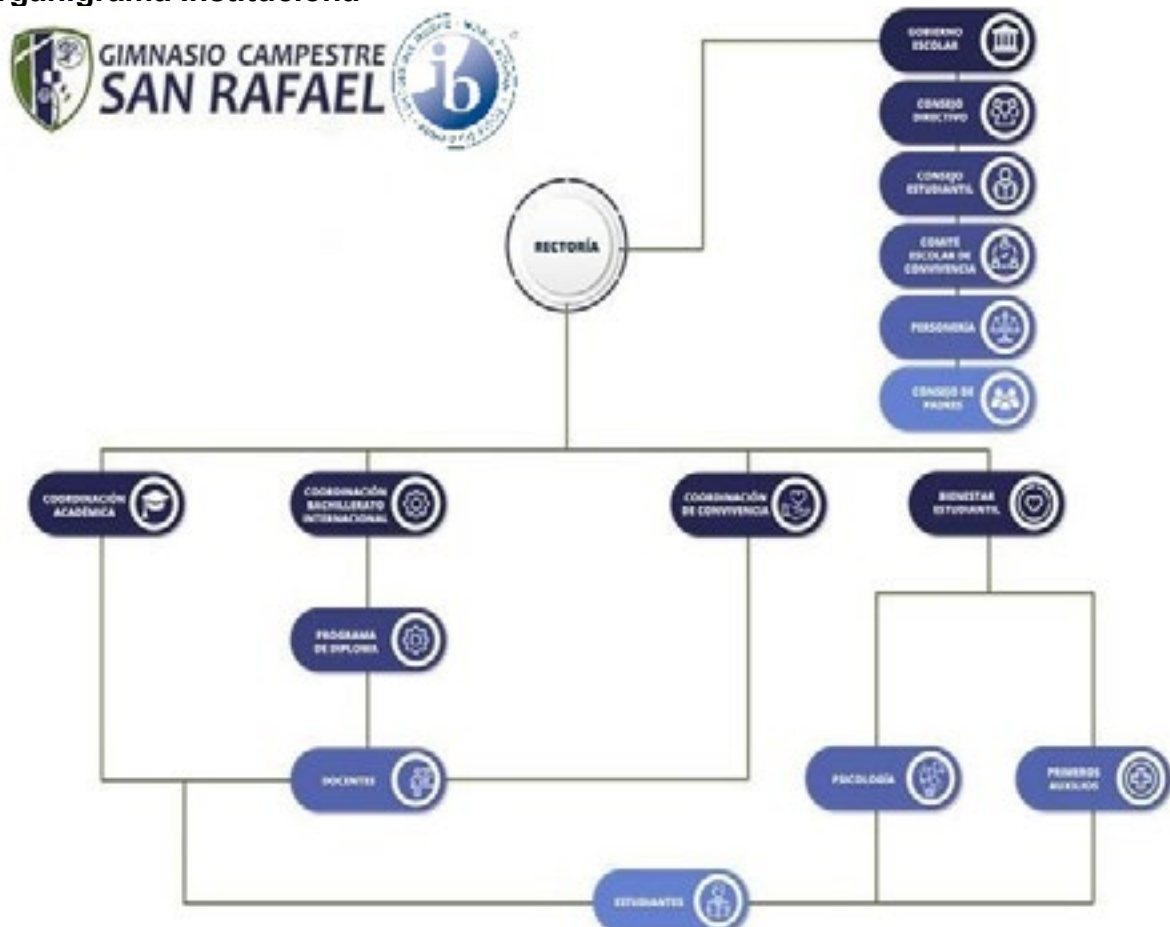 GIMNASIO CAMPESTRE
SAN RAFAEL
ib
GOBIERNO
ESCOLAR
CONSEJO
DIRECTIVO
CONSEJO
ESTUDIANTIL
COMITÉ
ESCOLAR DE
CONVIVENCIA
PERSONERÍA
CONSEJO DE
PADRES
RECTORÍA
COORDINACIÓN
ACADÉMICA
COORDINACIÓN
BACHILLERATO
INTERNACIONAL
COORDINACIÓN
DE CONVIVENCIA
BIENESTAR
ESTUDIANTIL
PROGRAMA
DE DIPLOMA
DOCENTES
PSICOLOGÍA
PRIMEROS
AUXILIOS
ESTUDIANTES